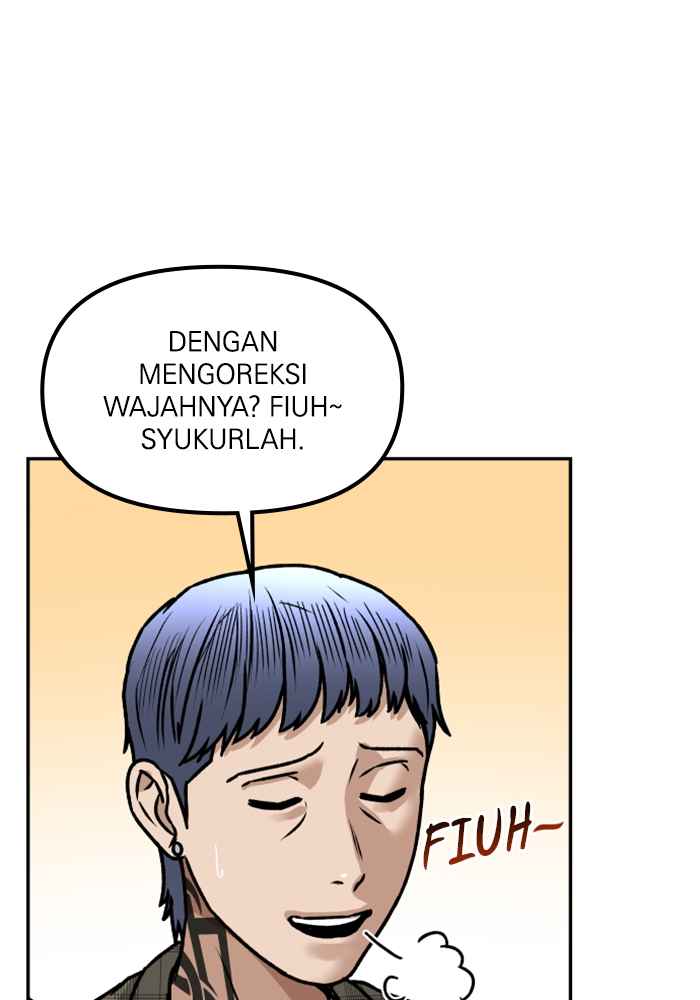 DENGAN
MENGOREKSI
WAJAHNYA? FIUH~
SYUKURLAH.
FIUH~